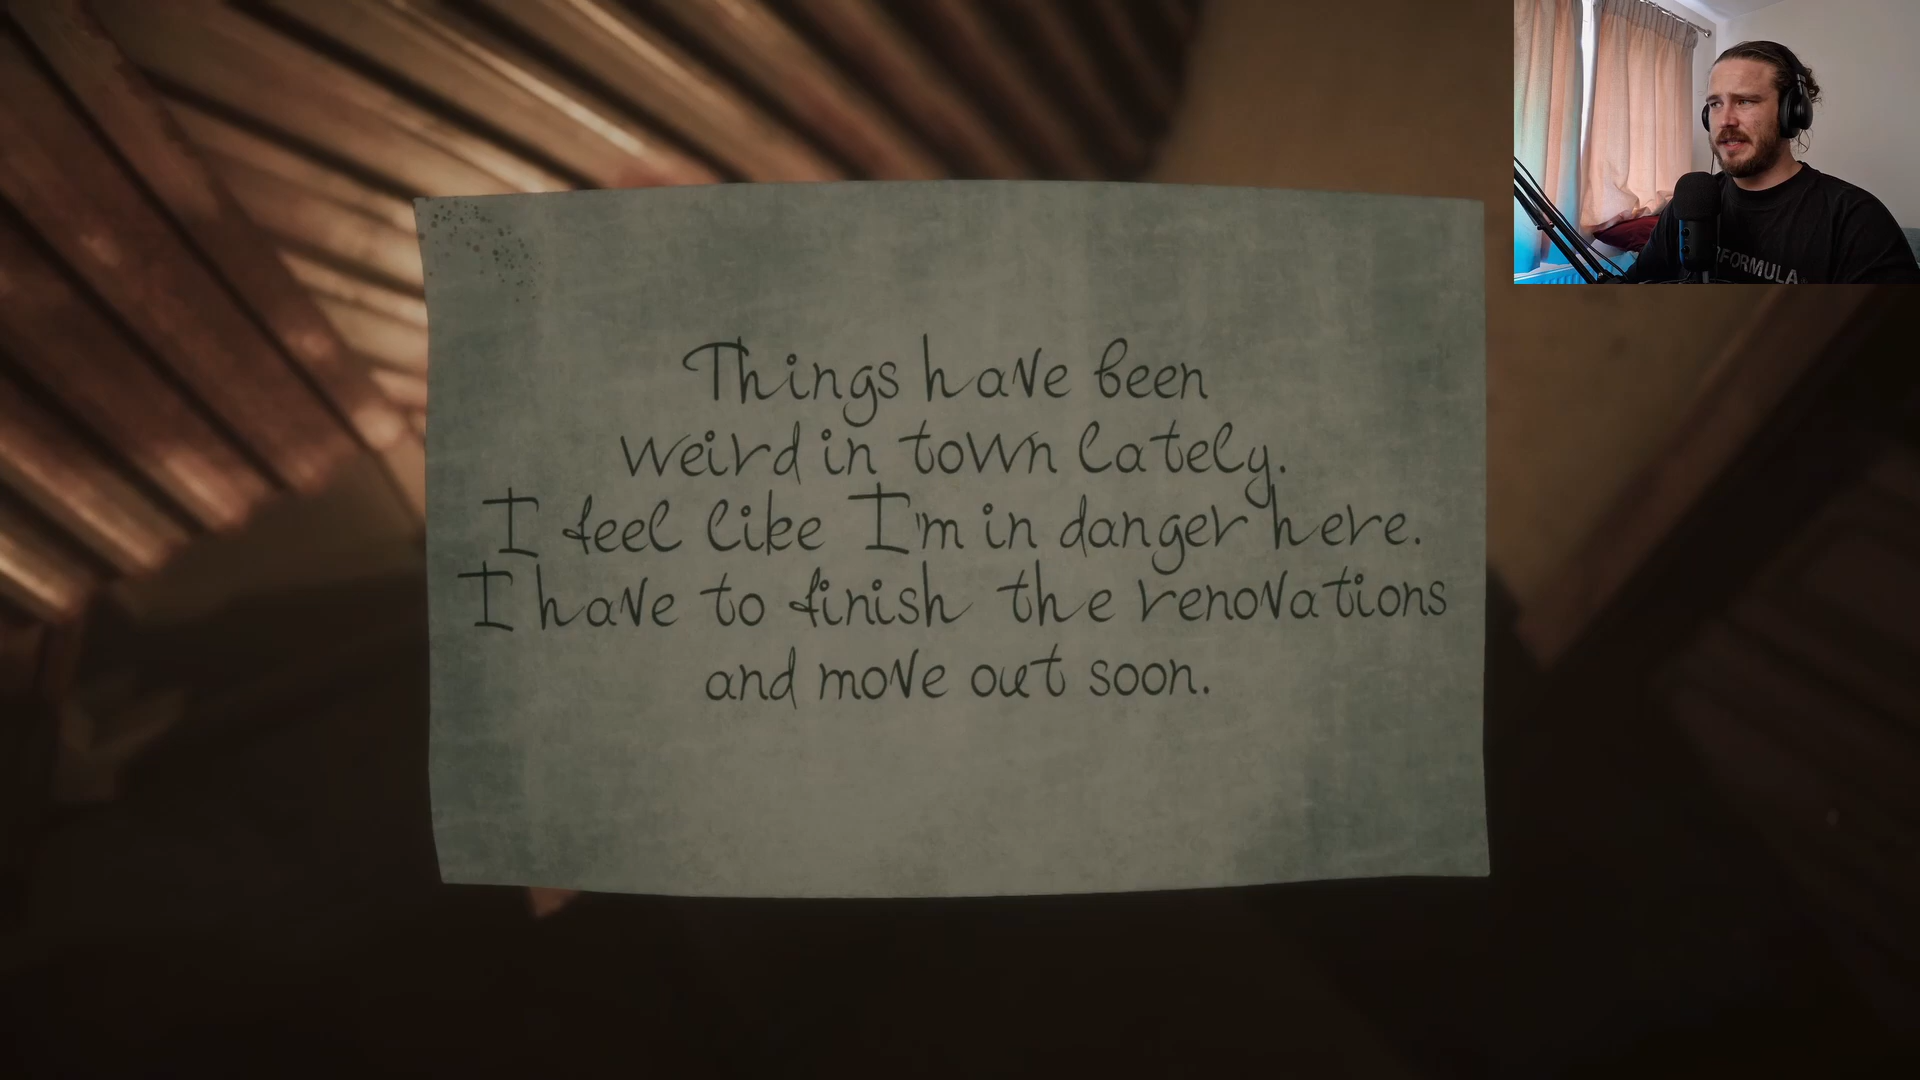 Things have been
weird in town lately.
I feel like I'm in danger here.
I have to finish the renovations
and move out soon.
FORMULA